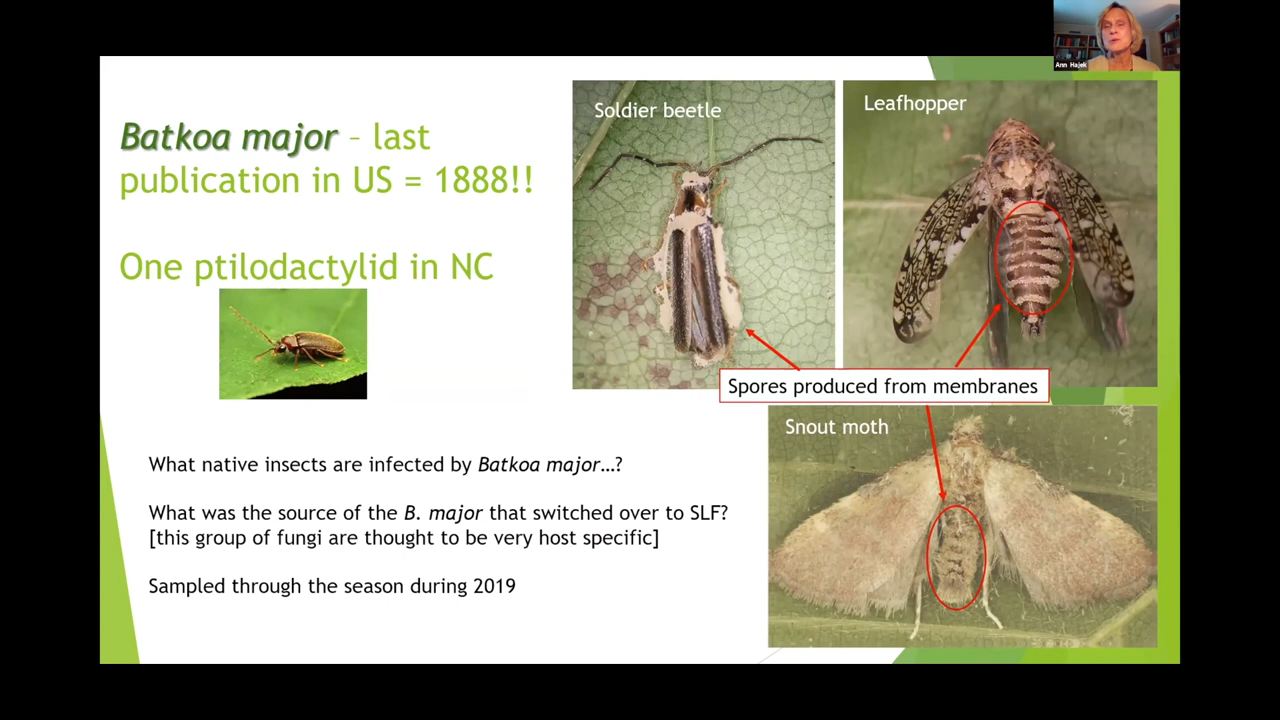 Ann Hajek
Batkoa major – last
publication in US = 1888!!
One ptilodactylid in NC
Soldier beetle
Leafhopper
Spores produced from membranes
Snout moth
What native insects are infected by Batkoa major…?
What was the source of the B. major that switched over to SLF?
[this group of fungi are thought to be very host specific]
Sampled through the season during 2019